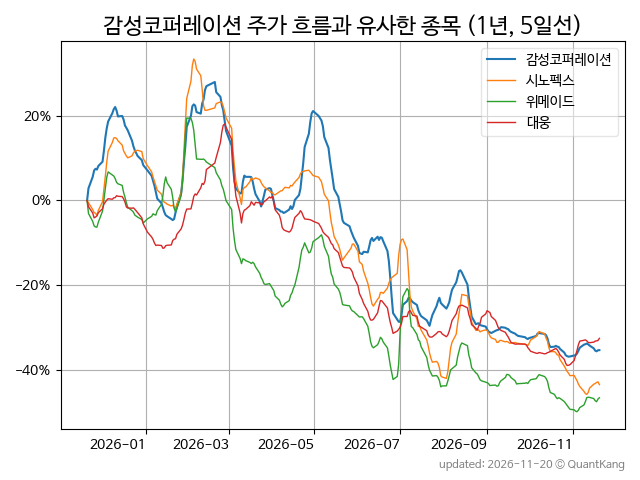 감성코퍼레이션 주가 흐름과 유사한 종목 (1년, 5일선)
감성코퍼레이션
시노펙스
위메이드
대웅
20%
0%
−20%
−40%
2026-01 2026-03 2026-05 2026-07 2026-09 2026-11
updated: 2026-11-20 © QuantKang